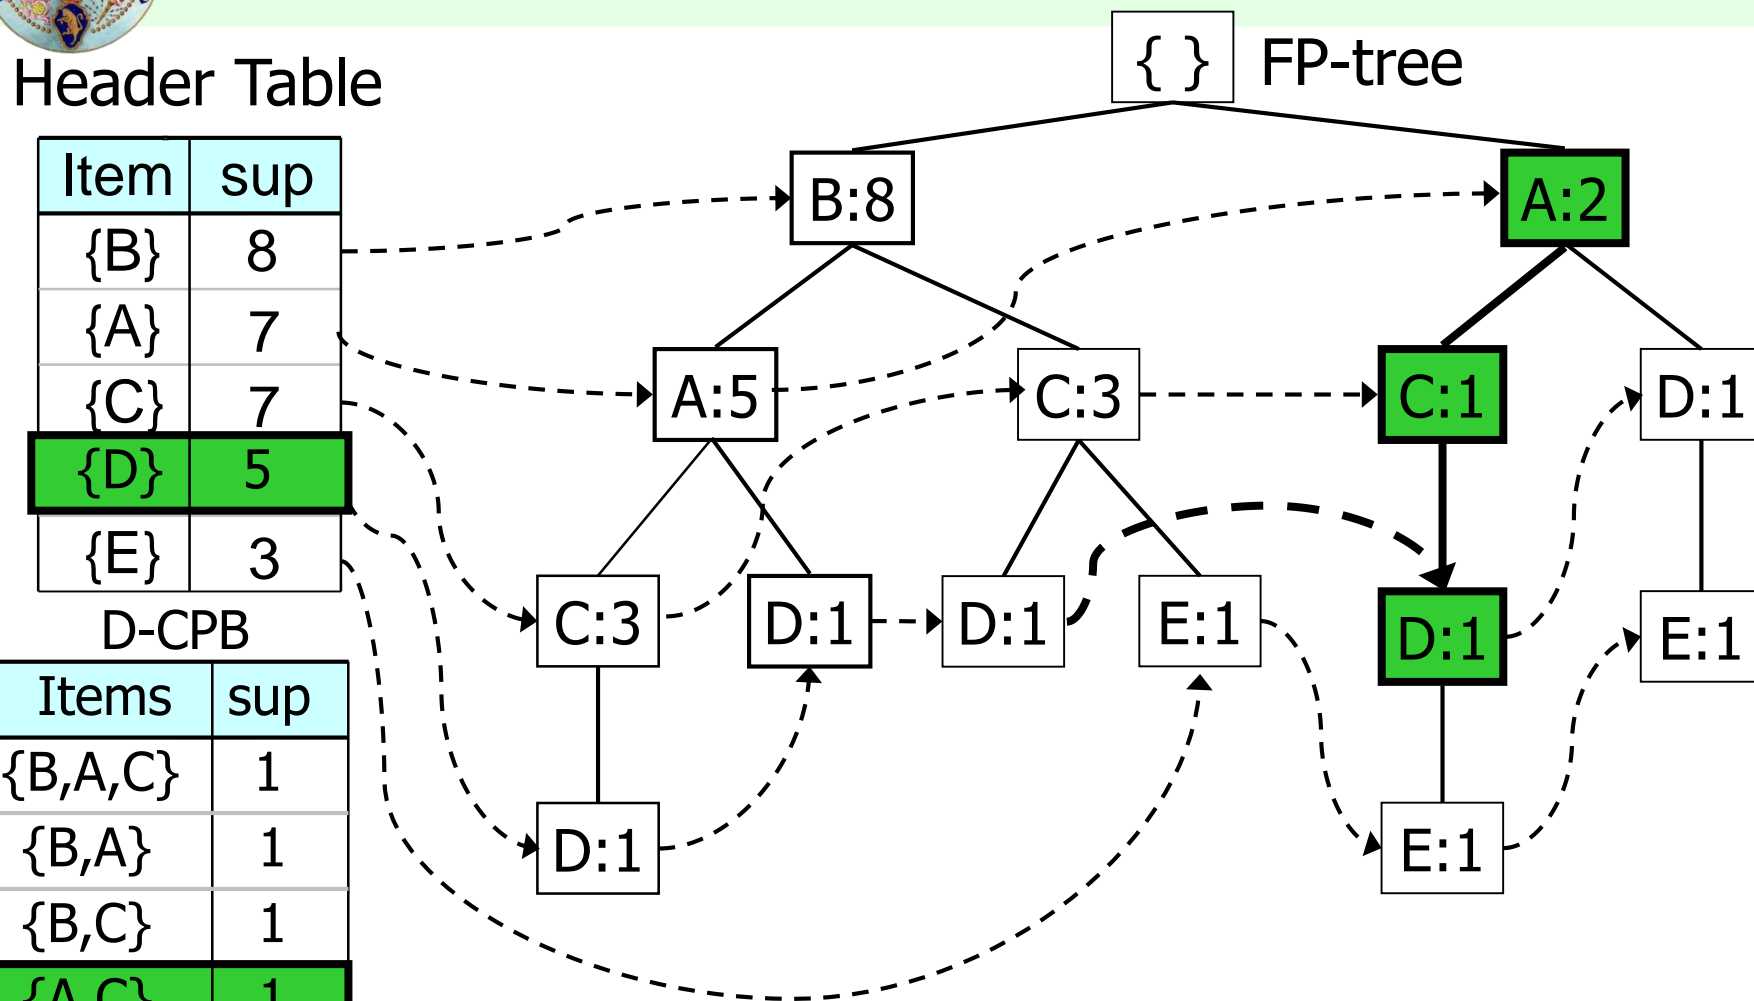 { } FP-tree
Header Table
Item sup
{B} 8
{A} 7
{C} 7
{D} 5
{E} 3
D-CPB
Items sup
{B,A,C} 1
{B,A} 1
{B,C} 1
{A,C} 1
B:8 A:2
A:5 C:3 C:1 D:1
C:3 D:1 D:1 E:1 D:1 E:1
D:1 E:1